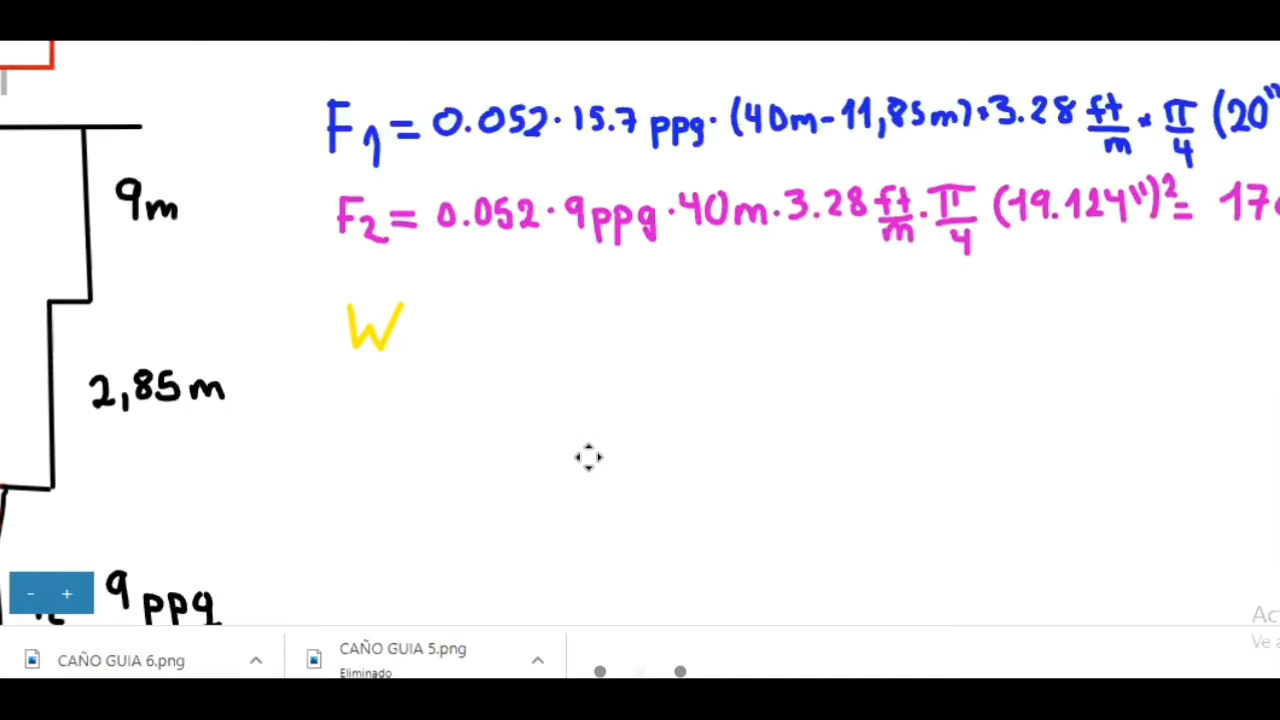 F₁ = 0.052 · 15.7 ppg · (40m - 11,85m) · 3.28 ft/m · π/4 (20"
9m
F₂ = 0.052 · 9ppg · 40m · 3.28 ft/m · π/4 (19.124")² = 17
W
2,85m
- +
9 ppg
CAÑO GUIA 6.png
CAÑO GUIA 5.png
Eliminado